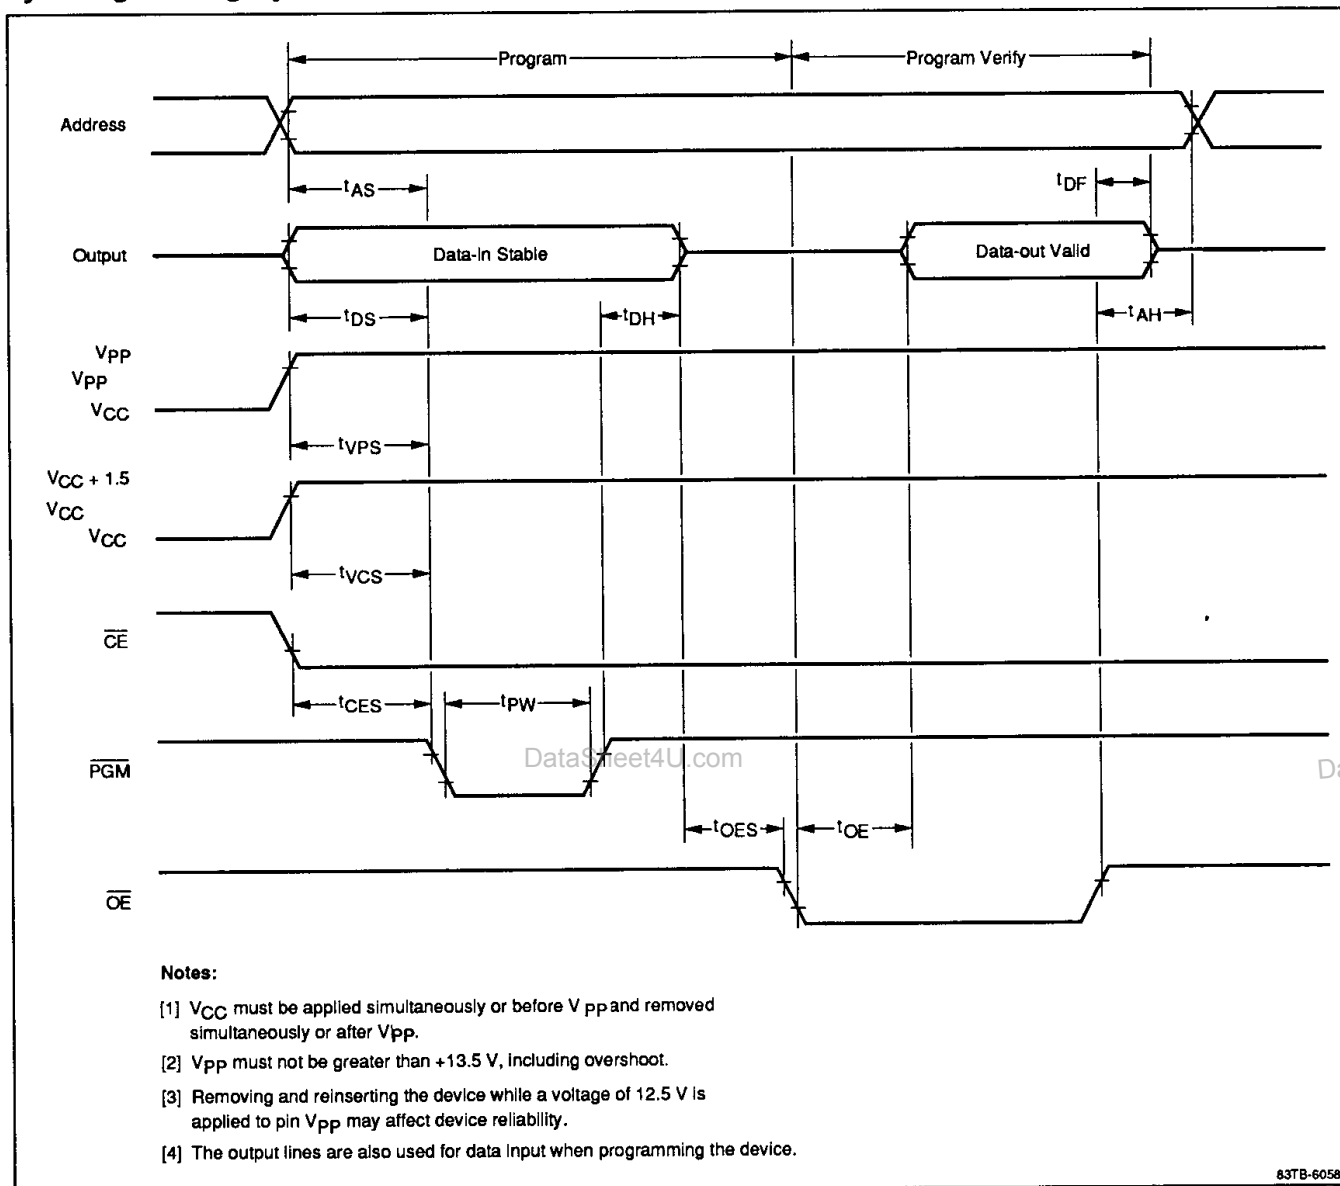 Program
Program Verify
Address
tAS
tDF
Output
Data-In Stable
Data-out Valid
tDS
tDH
tAH
VPP
VPP
VCC
tVPS
VCC + 1.5
VCC
VCC
tVCS
CE
tCES
tPW
PGM
DataSheet4U.com
Da
tOES
tOE
OE
Notes:
[1] VCC must be applied simultaneously or before VPP and removed
simultaneously or after VPP.
[2] VPP must not be greater than +13.5 V, including overshoot.
[3] Removing and reinserting the device while a voltage of 12.5 V is
applied to pin VPP may affect device reliability.
[4] The output lines are also used for data input when programming the device.
83TB-6058